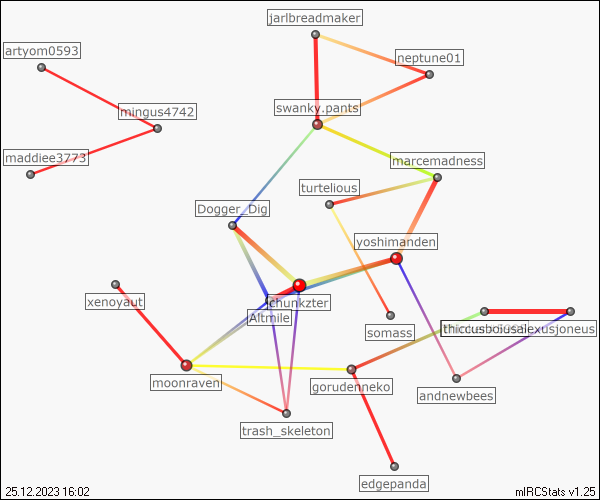 jarlbreadmaker
artyom0593
neptune01
mingus4742
swanky.pants
maddiee3773
marcemadness
turtelious
Dogger_Dig
yoshimanden
xenoyaut
chunkzter
Altmile
somass
moonraven
gorudenneko
andnewbees
trash_skeleton
edgepanda
25.12.2023 16:02
mIRCStats v1.25